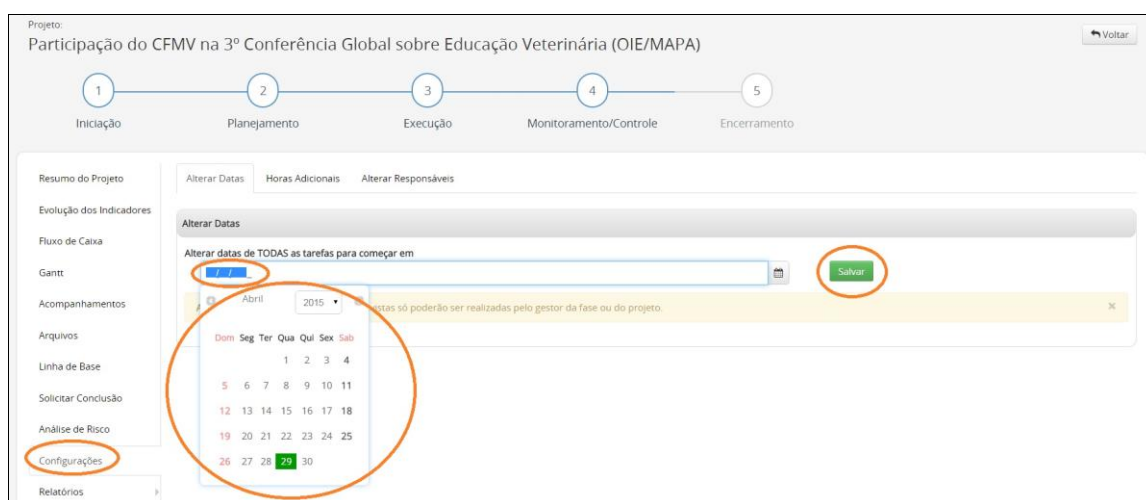 Projeto:
Participação do CFMV na 3º Conferência Global sobre Educação Veterinária (OIE/MAPA)
Voltar
1 2 3 4 5
Iniciação Planejamento Execução Monitoramento/Controle Encerramento
Resumo do Projeto
Evolução dos Indicadores
Fluxo de Caixa
Gantt
Acompanhamentos
Arquivos
Linha de Base
Solicitar Conclusão
Análise de Risco
Configurações
Relatórios
Alterar Datas Horas Adicionais Alterar Responsáveis
Alterar Datas
Alterar datas de TODAS as tarefas para começar em
__/__/____
Salvar
só poderão ser realizadas pelo gestor da fase ou do projeto.
×
Abril 2015
Dom Seg Ter Qua Qui Sex Sab
1 2 3 4
5 6 7 8 9 10 11
12 13 14 15 16 17 18
19 20 21 22 23 24 25
26 27 28 29 30